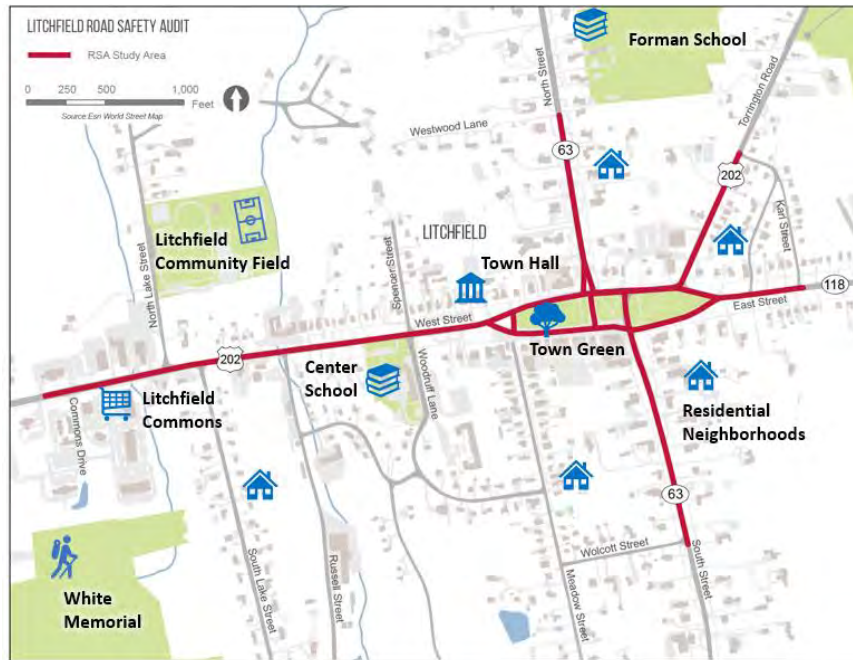 LITCHFIELD ROAD SAFETY AUDIT
RSA Study Area
0 250 500 1,000
Feet
Source: Esri World Street Map
Forman School
North Street
Torrington Road
Westwood Lane
63
202
Karl Street
Litchfield
Community Field
North Lake Street
Spencer Street
LITCHFIELD
Town Hall
118
East Street
West Street
Town Green
202
Center
School
Woodruff Lane
Litchfield
Commons
Commons Drive
Residential
Neighborhoods
63
South Lake Street
Russell Street
Wolcott Street
Meadow Street
South Street
White
Memorial